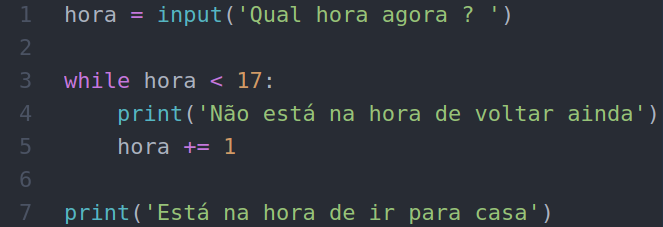 1 hora = input('Qual hora agora ? ')
2
3 while hora < 17:
4     print('Não está na hora de voltar ainda')
5     hora += 1
6
7 print('Está na hora de ir para casa')